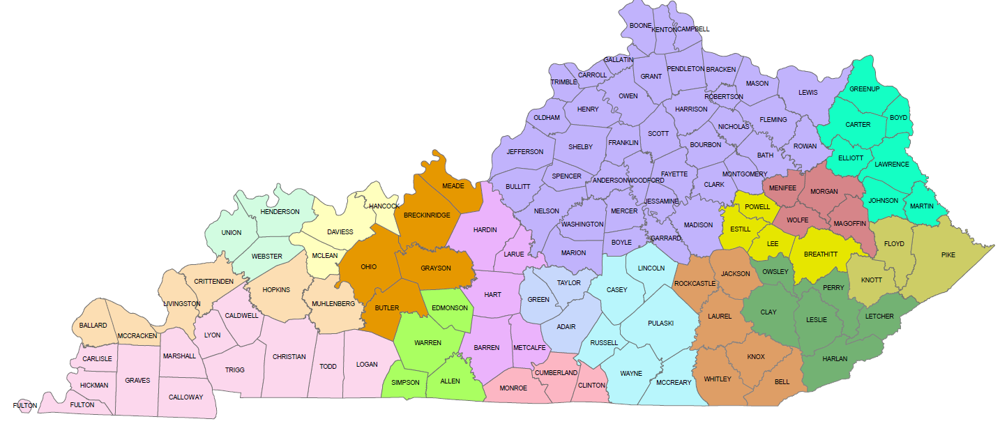 BOONE
KENTON
CAMPBELL
GALLATIN
CARROLL
TRIMBLE
GRANT
PENDLETON
BRACKEN
MASON
LEWIS
GREENUP
OWEN
ROBERTSON
HENRY
HARRISON
OLDHAM
FLEMING
BOYD
CARTER
NICHOLAS
SCOTT
SHELBY
FRANKLIN
BOURBON
ROWAN
JEFFERSON
BATH
ELLIOTT
LAWRENCE
SPENCER
ANDERSON
WOODFORD
FAYETTE
MONTGOMERY
CLARK
BULLITT
MENIFEE
MORGAN
MEADE
JOHNSON
MARTIN
JESSAMINE
POWELL
HANCOCK
HENDERSON
NELSON
MERCER
BRECKINRIDGE
WASHINGTON
MADISON
WOLFE
MAGOFFIN
ESTILL
HARDIN
UNION
DAVIESS
GARRARD
BOYLE
LEE
FLOYD
MARION
LARUE
BREATHITT
PIKE
WEBSTER
MCLEAN
OHIO
GRAYSON
LINCOLN
OWSLEY
JACKSON
KNOTT
CRITTENDEN
TAYLOR
ROCKCASTLE
PERRY
HOPKINS
CASEY
HART
GREEN
LIVINGSTON
MUHLENBERG
BUTLER
EDMONSON
CLAY
CALDWELL
LAUREL
LETCHER
LESLIE
PULASKI
BALLARD
ADAIR
MCCRACKEN
LYON
WARREN
RUSSELL
BARREN
METCALFE
MARSHALL
CHRISTIAN
KNOX
CARLISLE
HARLAN
LOGAN
TODD
TRIGG
CUMBERLAND
WAYNE
WHITLEY
GRAVES
ALLEN
SIMPSON
BELL
MCCREARY
HICKMAN
CLINTON
MONROE
CALLOWAY
FULTON
FULTON